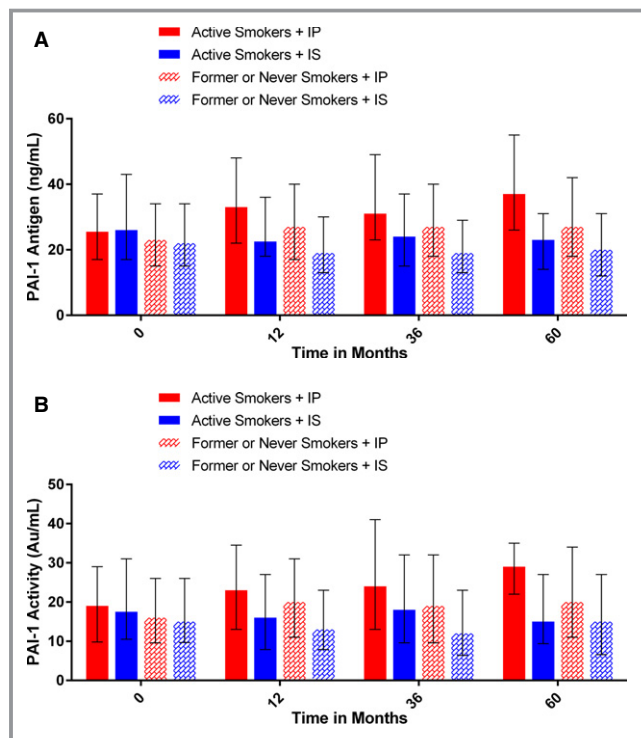 A
Active Smokers + IP
Active Smokers + IS
Former or Never Smokers + IP
Former or Never Smokers + IS
PAI-1 Antigen (ng/mL)
60
40
20
0
0
12
36
60
Time in Months
B
Active Smokers + IP
Active Smokers + IS
Former or Never Smokers + IP
Former or Never Smokers + IS
PAI-1 Activity (Au/mL)
50
40
30
20
10
0
0
12
36
60
Time in Months